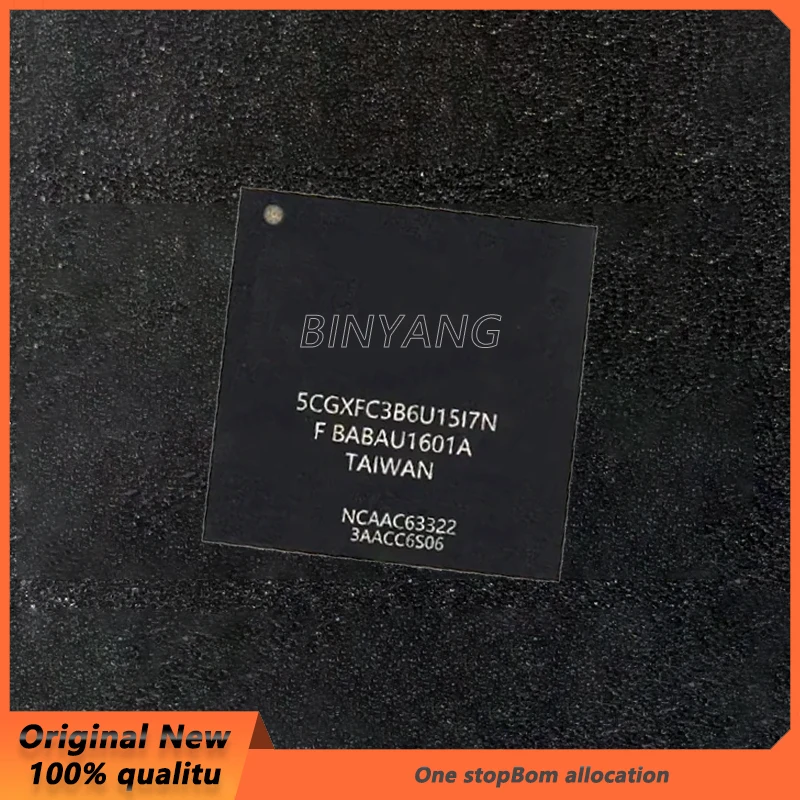 BINYANG
5CGXFC3B6U15I7N
F BABAU1601A
TAIWAN
NCAAC63322
3AACC6S06
Original New
100% qualitu
One stopBom allocation